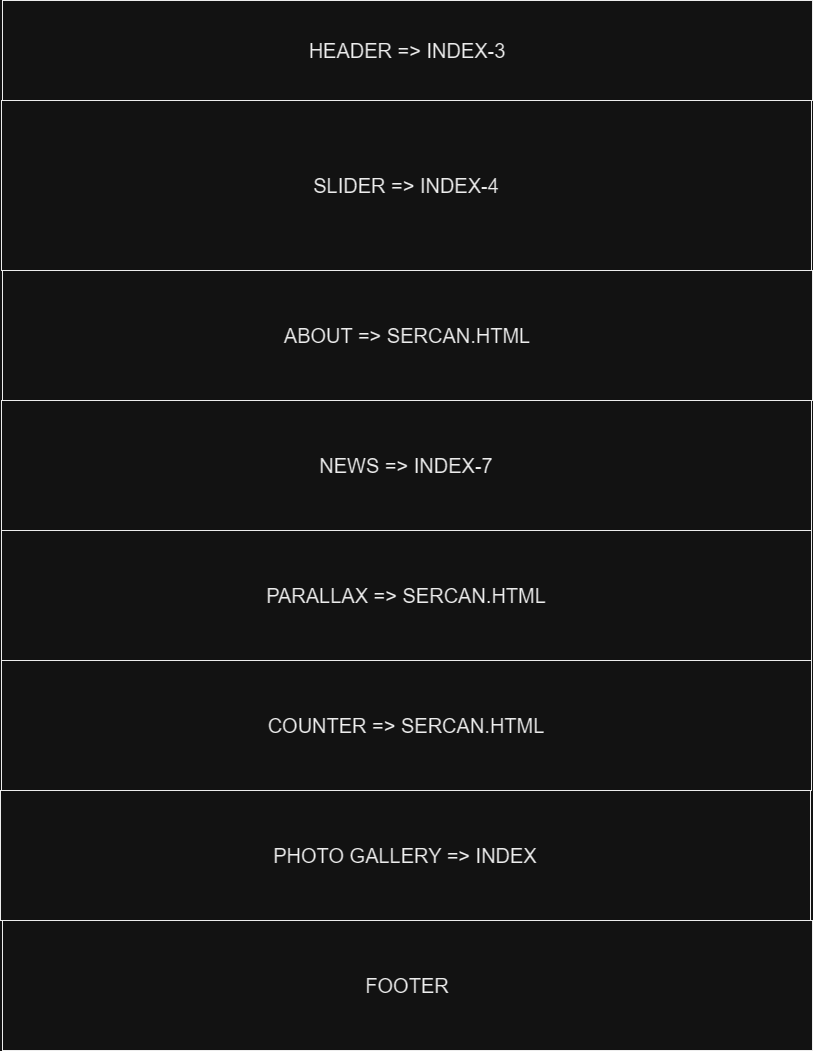 HEADER => INDEX-3
SLIDER => INDEX-4
ABOUT => SERCAN.HTML
NEWS => INDEX-7
PARALLAX => SERCAN.HTML
COUNTER => SERCAN.HTML
PHOTO GALLERY => INDEX
FOOTER